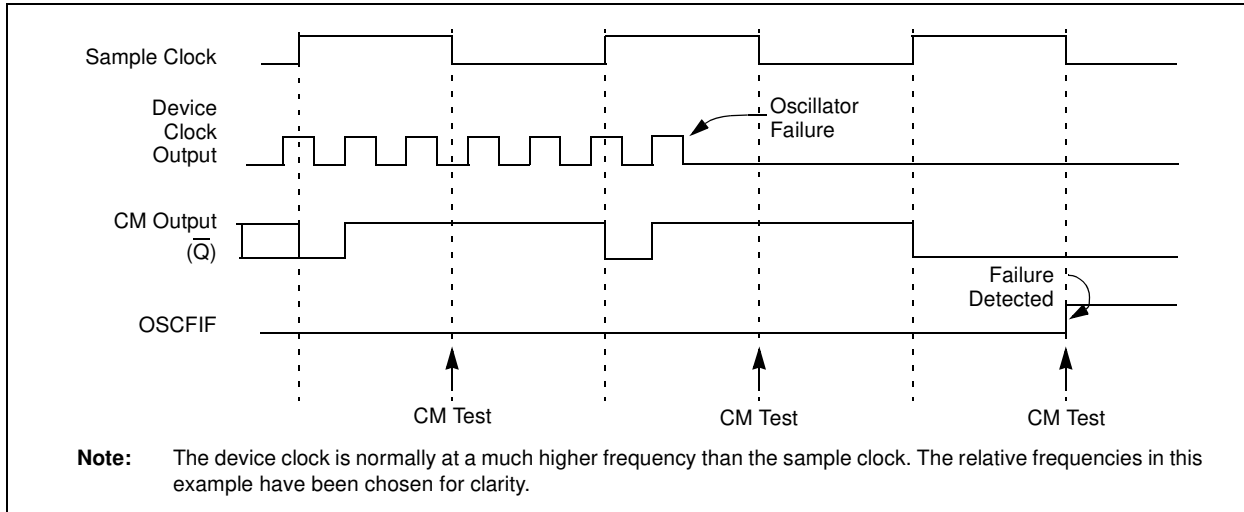 Sample Clock
Device
Clock
Output
Oscillator
Failure
CM Output
(Q̅)
Failure
Detected
OSCFIF
CM Test
CM Test
CM Test
Note: The device clock is normally at a much higher frequency than the sample clock. The relative frequencies in this
example have been chosen for clarity.